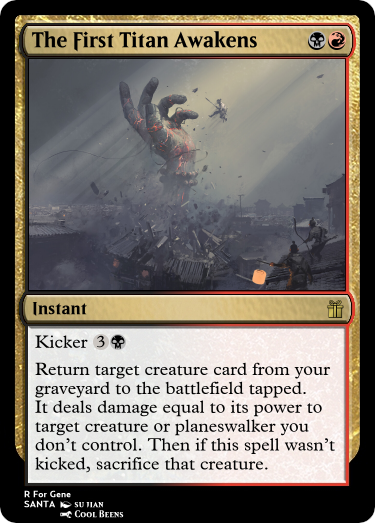 The First Titan Awakens
Instant
Kicker 3
Return target creature card from your
graveyard to the battlefield tapped.
It deals damage equal to its power to
target creature or planeswalker you
don't control. Then if this spell wasn't
kicked, sacrifice that creature.
R For Gene
SANTA SU JIAN
COOL BEENS